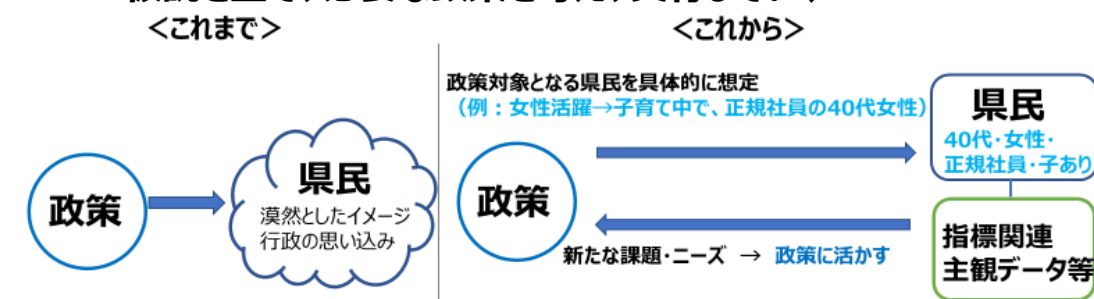 <これまで>
<これから>
政策
県民
漠然としたイメージ
行政の思い込み
政策対象となる県民を具体的に想定
（例：女性活躍→子育て中で、正規社員の40代女性）
政策
県民
40代・女性・
正規社員・子あり
新たな課題・ニーズ → 政策に活かす
指標関連
主観データ等